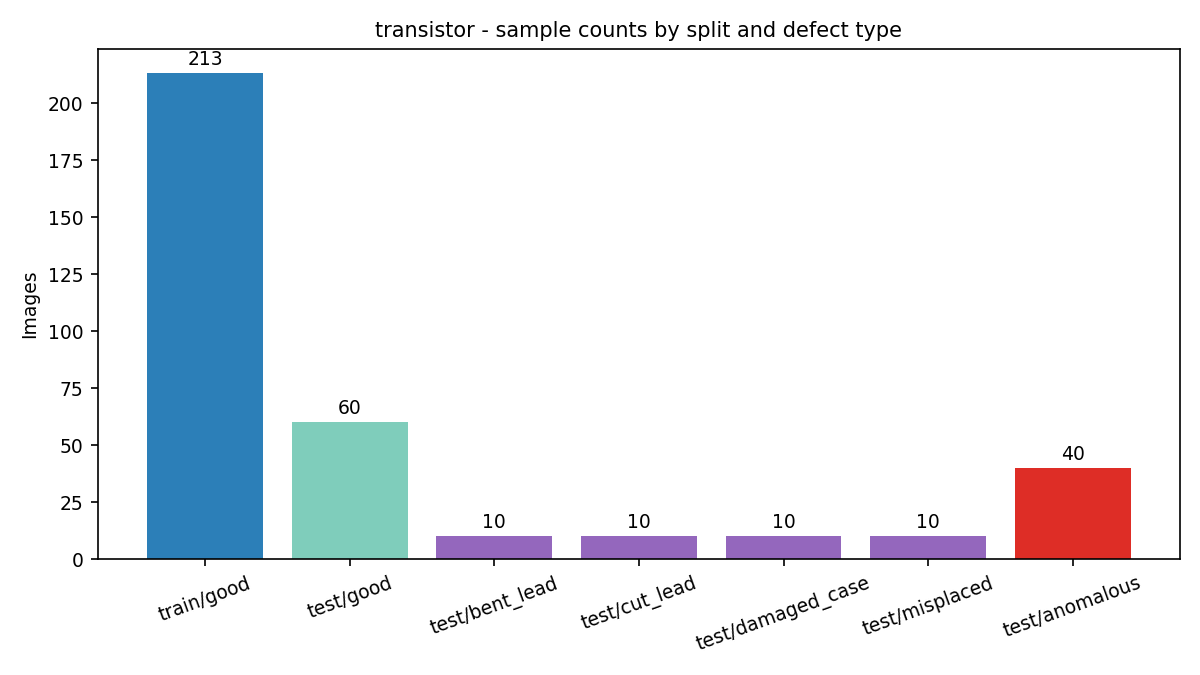 transistor - sample counts by split and defect type
Images
200
175
150
125
100
75
50
25
0
213
60
10
10
10
10
40
train/good
test/good
test/bent_lead
test/cut_lead
test/damaged_case
test/misplaced
test/anomalous